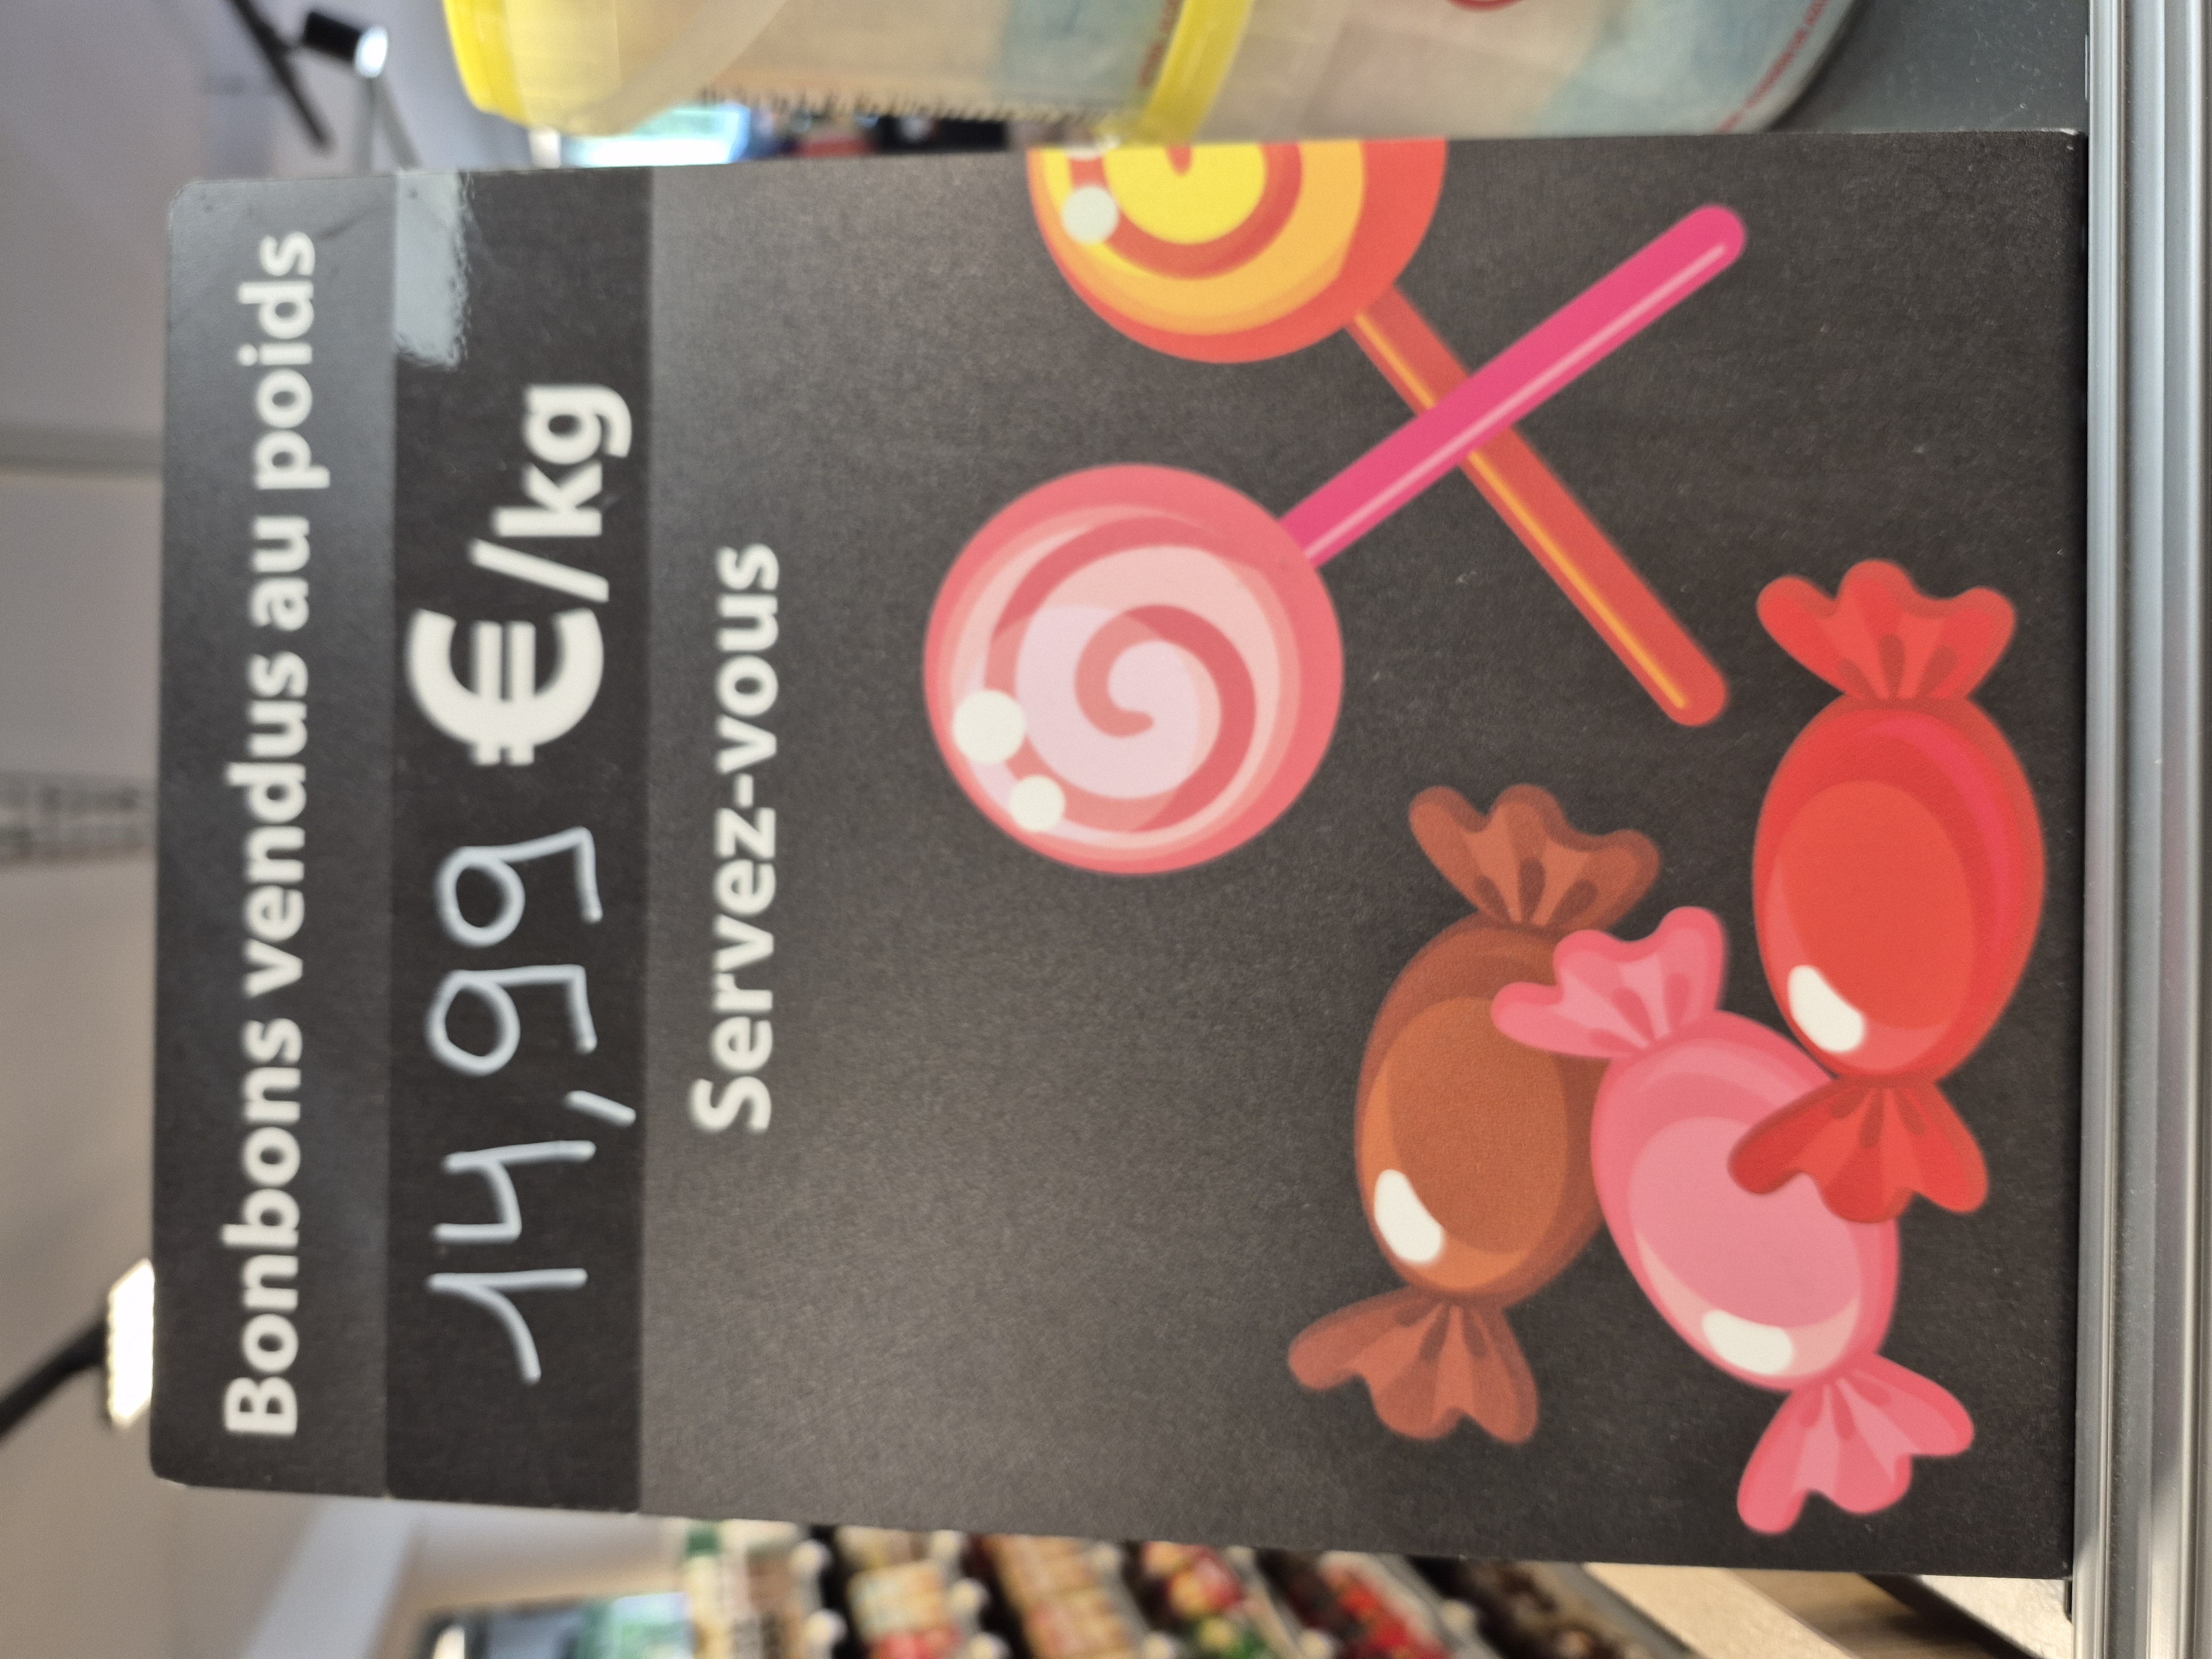 Bonbons vendus au poids
14,99 €/kg
Servez-vous